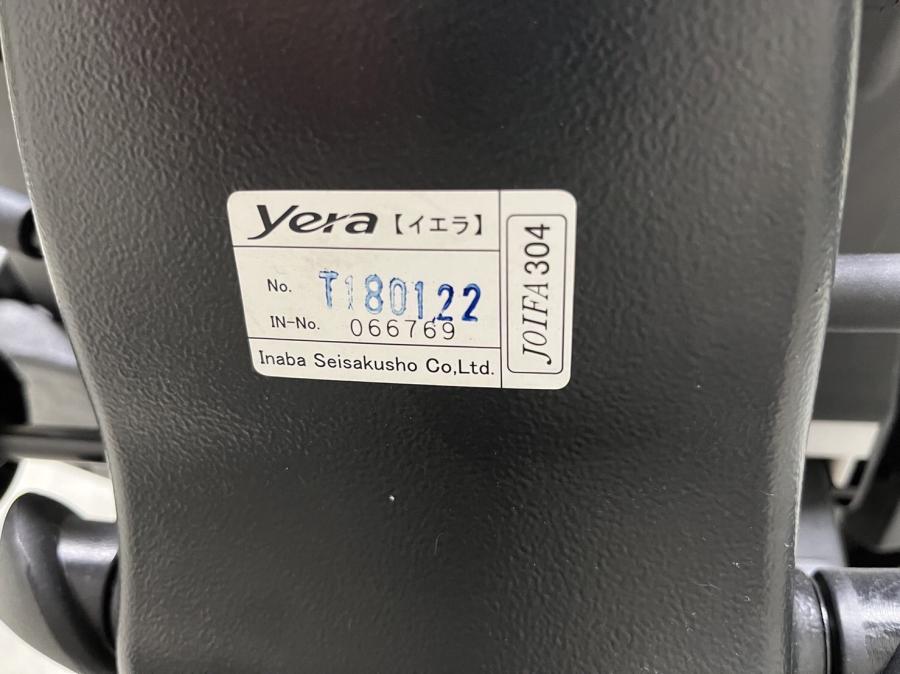 yera【イエラ】
No. T180122
IN-No. 066769
Inaba Seisakusho Co,Ltd.
JOIFA304